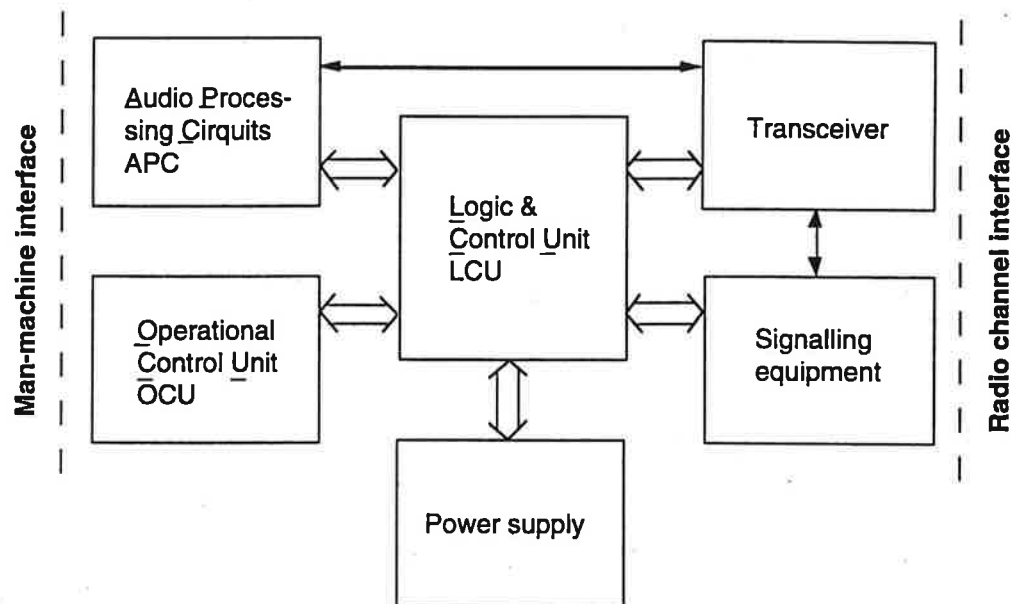 Man-machine interface
Audio Proces-
sing Cirquits
APC
Operational
Control Unit
OCU
Logic &
Control Unit
LCU
Power supply
Transceiver
Signalling
equipment
Radio channel interface